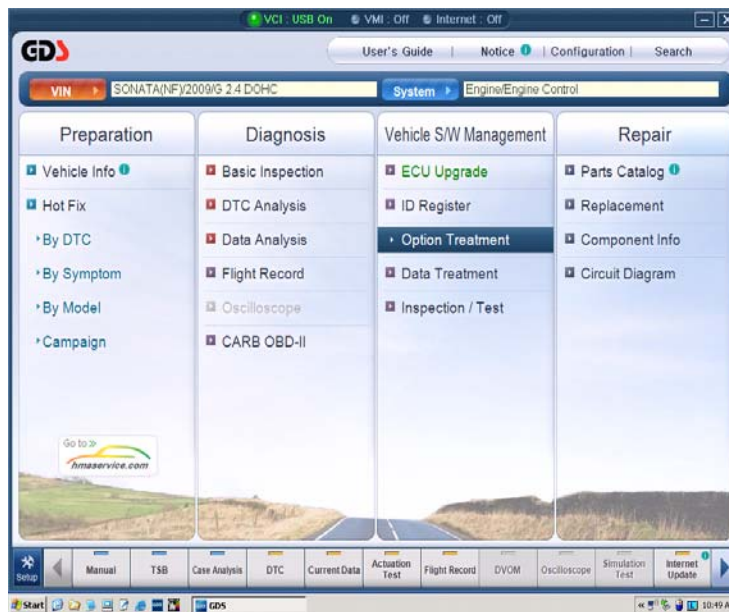 VCI : USB On VMI : Off Internet : Off
GDS
User's Guide | Notice | Configuration | Search
VIN SONATA(NF)/2009/G 2.4 DOHC System Engine/Engine Control
Preparation Diagnosis Vehicle S/W Management Repair
Vehicle Info Basic Inspection ECU Upgrade Parts Catalog
Hot Fix DTC Analysis ID Register Replacement
By DTC Data Analysis Option Treatment Component Info
By Symptom Flight Record Data Treatment Circuit Diagram
By Model Oscilloscope Inspection / Test
Campaign CARB OBD-II
Go to
hmaservice.com
Setup Manual TSB Case Analysis DTC Current Data Actuation Test Flight Record DVOM Oscilloscope Simulation Test Internet Update
Start GDS 10:49 A